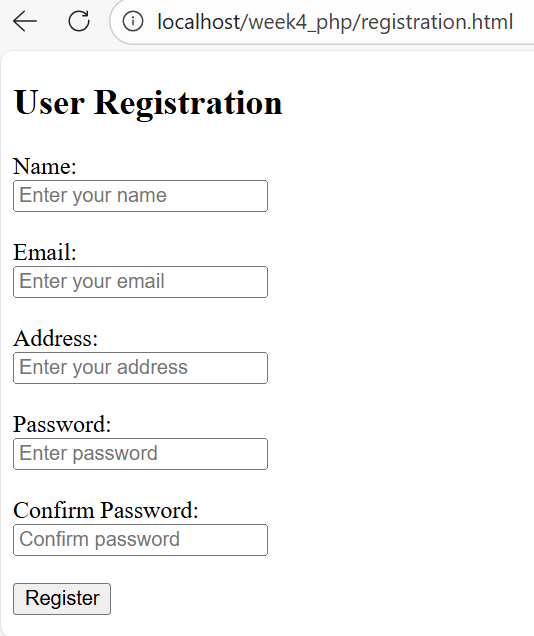 localhost/week4_php/registration.html
User Registration
Name:
Enter your name
Email:
Enter your email
Address:
Enter your address
Password:
Enter password
Confirm Password:
Confirm password
Register